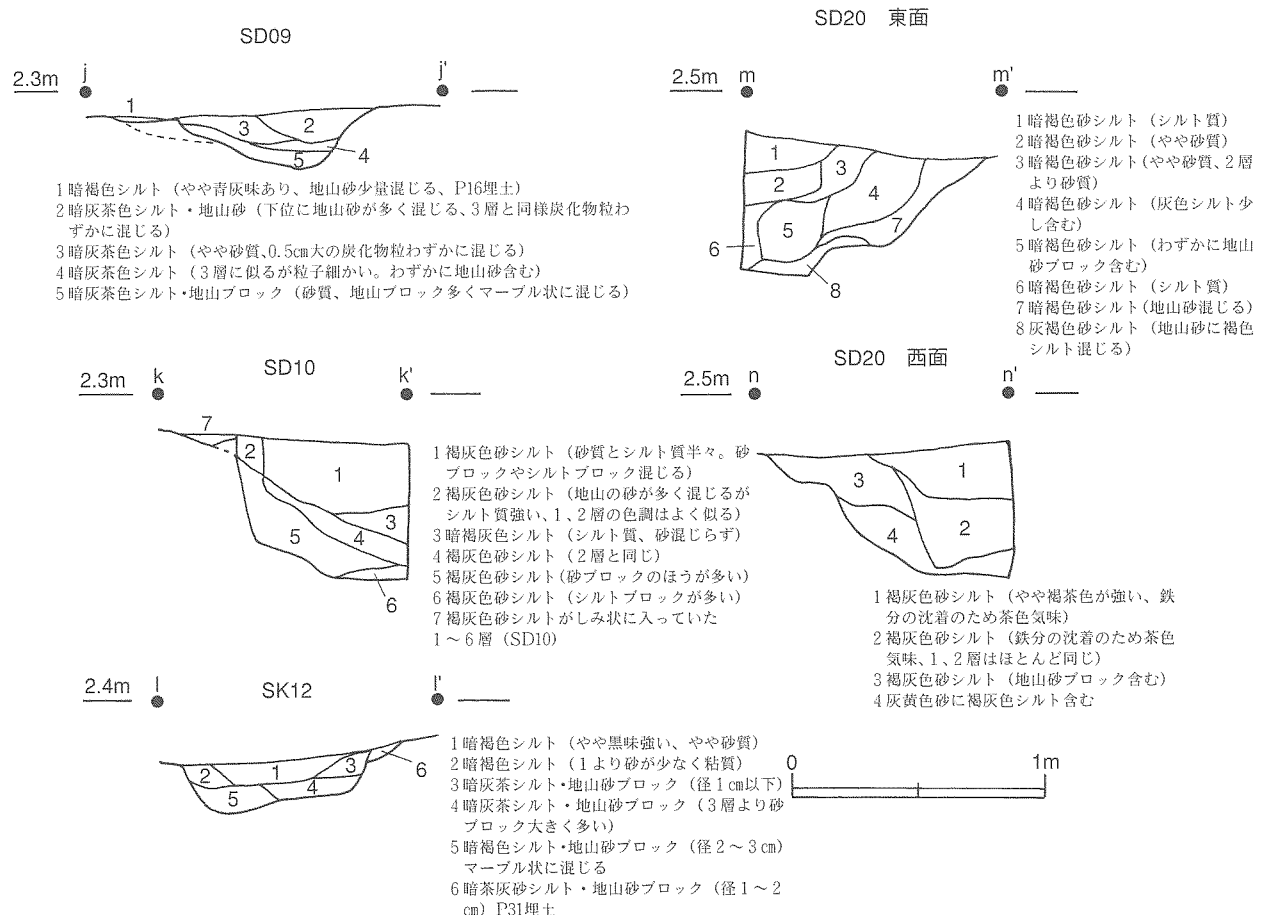 SD09
2.3m j j'
1
3 2
4
5
1暗褐色シルト（やや青灰味あり、地山砂少量混じる、P16埋土）
2暗灰茶色シルト・地山砂（下位に地山砂が多く混じる、3層と同様炭化物粒わ
ずかに混じる）
3暗灰茶色シルト（やや砂質、0.5㎝大の炭化物粒わずかに混じる）
4暗灰茶色シルト（3層に似るが粒子細かい。わずかに地山砂含む）
5暗灰茶色シルト・地山ブロック（砂質、地山ブロック多くマーブル状に混じる）
SD20 東面
2.5m m m'
1 3
2 4
5 7
6
8
1暗褐色砂シルト（シルト質）
2暗褐色砂シルト（やや砂質）
3暗褐色砂シルト（やや砂質、2層
より砂質）
4暗褐色砂シルト（灰色シルト少
し含む）
5暗褐色砂シルト（わずかに地山
砂ブロック含む）
6暗褐色砂シルト（シルト質）
7暗褐色砂シルト（地山砂混じる）
8灰褐色砂シルト（地山砂に褐色
シルト混じる）
SD10
2.3m k k'
7
2
1
3
5 4
6
1褐灰色砂シルト（砂質とシルト質半々。砂
ブロックやシルトブロック混じる）
2褐灰色砂シルト（地山の砂が多く混じるが
シルト質強い、1、2層の色調はよく似る）
3暗褐灰色シルト（シルト質、砂混じらず）
4褐灰色砂シルト（2層と同じ）
5褐灰色砂シルト（砂ブロックのほうが多い）
6褐灰色砂シルト（シルトブロックが多い）
7褐灰色砂シルトがしみ状に入っていた
1～6層（SD10）
SD20 西面
2.5m n n'
3 1
4 2
1褐灰色砂シルト（やや褐茶色が強い、鉄
分の沈着のため茶色気味）
2褐灰色砂シルト（鉄分の沈着のため茶色
気味、1、2層はほとんど同じ）
3褐灰色砂シルト（地山砂ブロック含む）
4灰黄色砂に褐灰色シルト含む
SK12
2.4m l l'
2 1 3 6
5 4
1暗褐色シルト（やや黒味強い、やや砂質）
2暗褐色シルト（1より砂が少なく粘質）
3暗灰茶シルト・地山砂ブロック（径1㎝以下）
4暗灰茶シルト・地山砂ブロック（3層より砂
ブロック大きく多い）
5暗褐色シルト・地山砂ブロック（径2～3㎝）
マーブル状に混じる
6暗茶灰砂シルト・地山砂ブロック（径1～2
㎝）P31埋土
0 1m